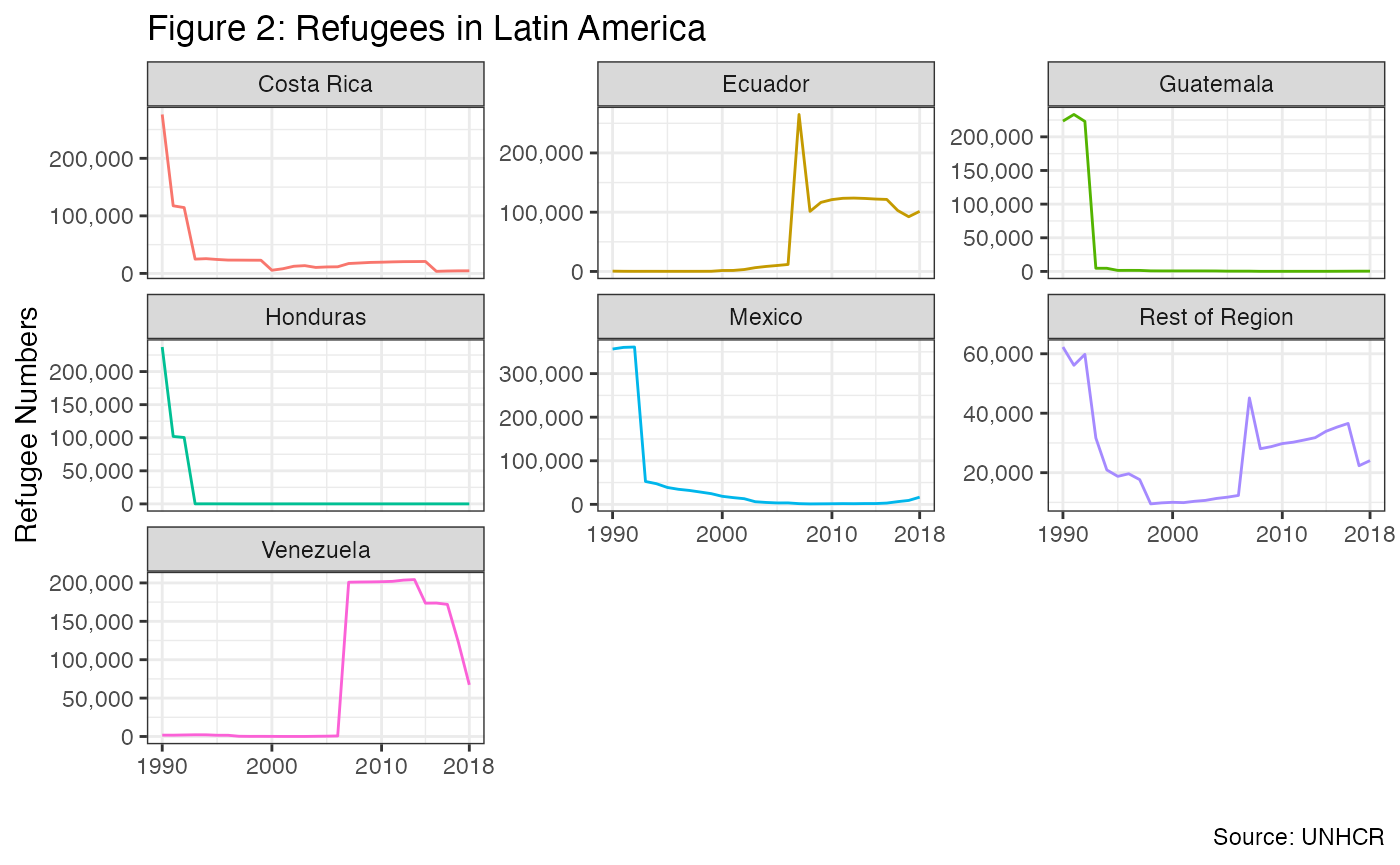 Figure 2: Refugees in Latin America
Costa Rica
Ecuador
Guatemala
200,000
100,000
0
200,000
100,000
0
200,000
150,000
100,000
50,000
0
Refugee Numbers
Honduras
Mexico
Rest of Region
200,000
150,000
100,000
50,000
0
300,000
200,000
100,000
0
1990 2000 2010 2018
60,000
40,000
20,000
1990 2000 2010 2018
Venezuela
200,000
150,000
100,000
50,000
0
1990 2000 2010 2018
Source: UNHCR